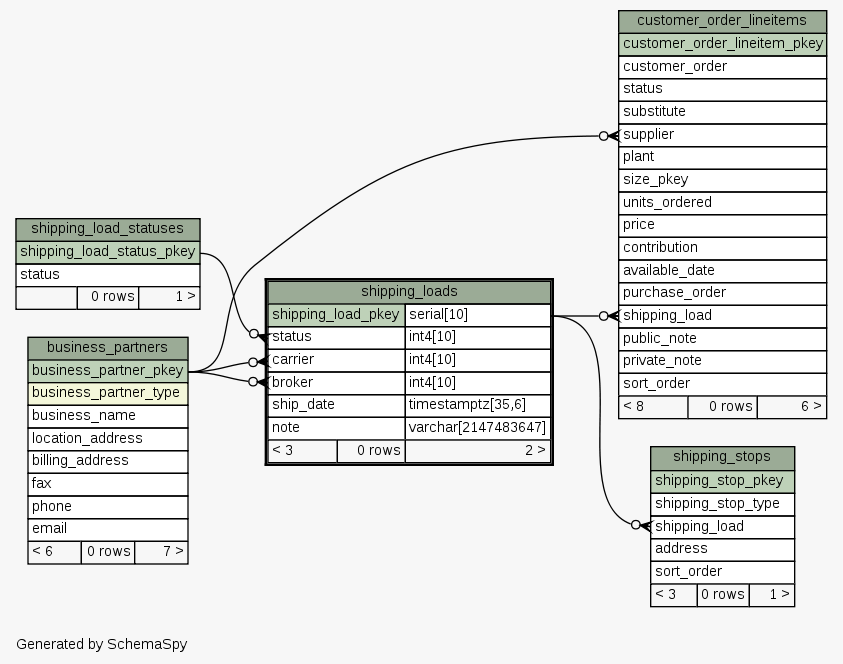 customer_order_lineitems
customer_order_lineitem_pkey
customer_order
status
substitute
supplier
plant
size_pkey
units_ordered
price
contribution
available_date
purchase_order
shipping_load
public_note
private_note
sort_order
< 8 0 rows 6 >
shipping_load_statuses
shipping_load_status_pkey
status
0 rows 1 >
shipping_loads
shipping_load_pkey serial[10]
status int4[10]
carrier int4[10]
broker int4[10]
ship_date timestamptz[35,6]
note varchar[2147483647]
< 3 0 rows 2 >
business_partners
business_partner_pkey
business_partner_type
business_name
location_address
billing_address
fax
phone
email
< 6 0 rows 7 >
shipping_stops
shipping_stop_pkey
shipping_stop_type
shipping_load
address
sort_order
< 3 0 rows 1 >
Generated by SchemaSpy